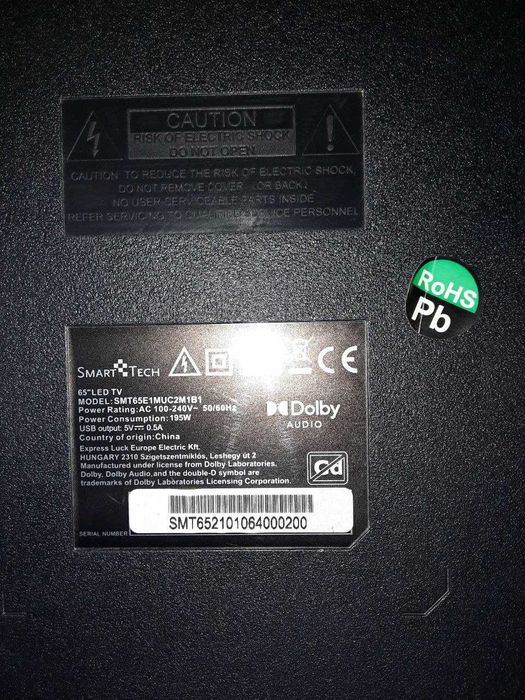 CAUTION
RISK OF ELECTRIC SHOCK
DO NOT OPEN
CAUTION: TO REDUCE THE RISK OF ELECTRIC SHOCK,
DO NOT REMOVE COVER (OR BACK)
NO USER-SERVICEABLE PARTS INSIDE
REFER SERVICING TO QUALIFIED SERVICE PERSONNEL
RoHS
Pb
SMART TECH
CE
65"LED TV
MODEL: SMT65E1MUC2M1B1
Power Rating:AC 100-240V~ 50/60Hz
Power Consumption: 195W
USB output: 5V⎓ 0.5A
Country of origin:China
Express Luck Europe Electric Kft.
HUNGARY 2310 Szigetszentmiklós, Leshegy út 2
Manufactured under license from Dolby Laboratories.
Dolby, Dolby Audio,and the double-D symbol are
trademarks of Dolby Laboratories Licensing Corporation.
Dolby
AUDIO
Cd
SERIAL NUMBER
SMT652101064000200